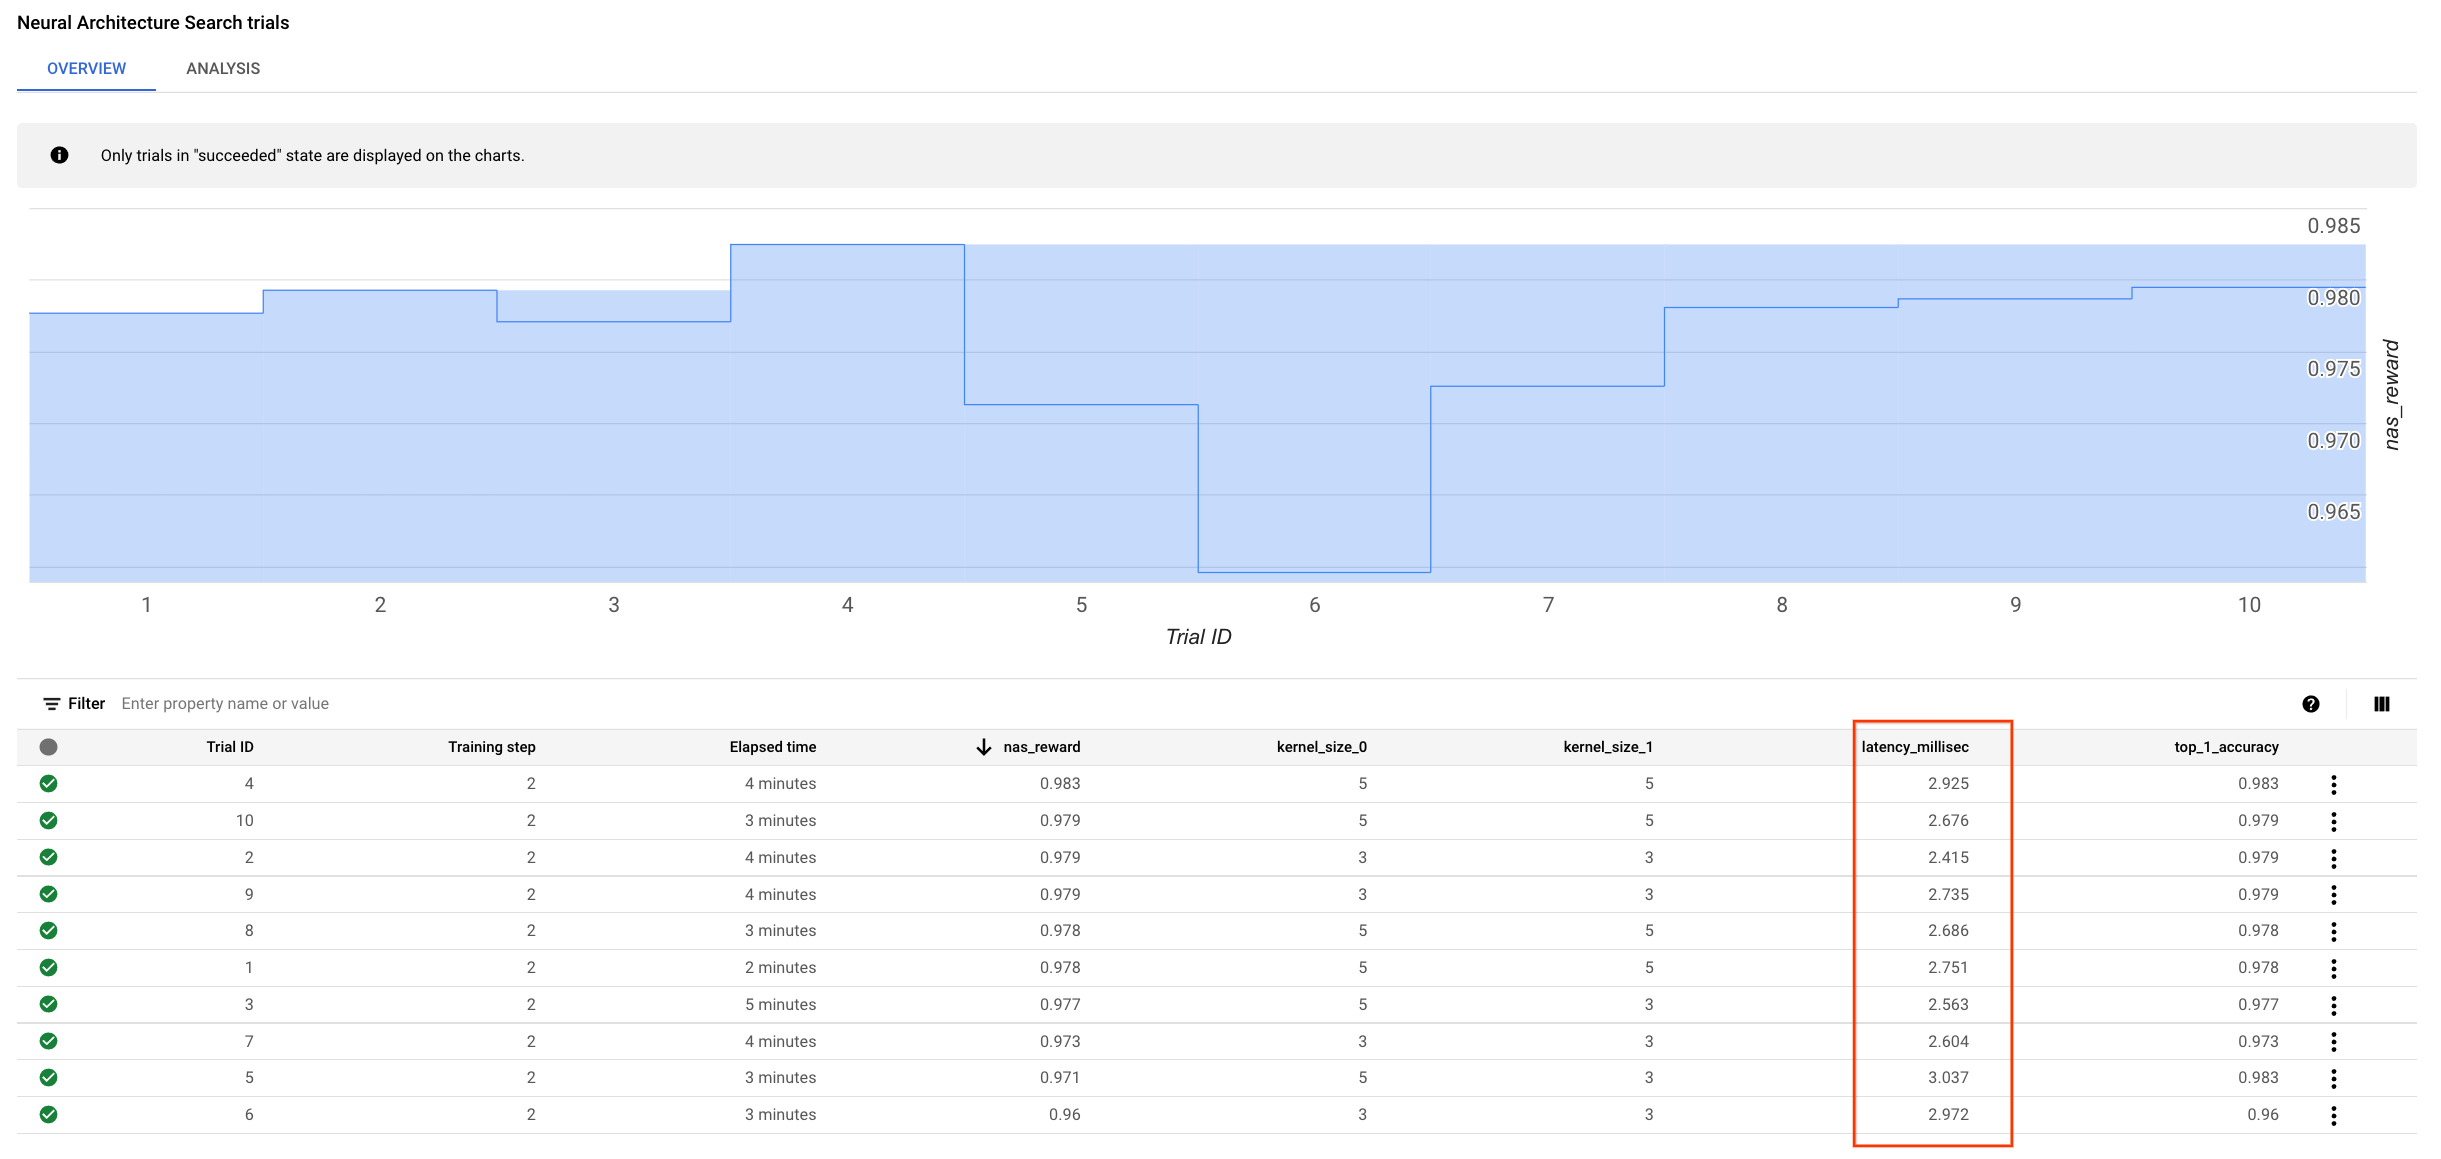 Neural Architecture Search trials
OVERVIEW ANALYSIS
Only trials in "succeeded" state are displayed on the charts.
0.985
0.980
0.975
0.970
0.965
nas_reward
1 2 3 4 5 6 7 8 9 10
Trial ID
Filter Enter property name or value
Trial ID Training step Elapsed time nas_reward kernel_size_0 kernel_size_1 latency_millisec top_1_accuracy
4 2 4 minutes 0.983 5 5 2.925 0.983
10 2 3 minutes 0.979 5 5 2.676 0.979
2 2 4 minutes 0.979 3 3 2.415 0.979
9 2 4 minutes 0.979 3 3 2.735 0.979
8 2 3 minutes 0.978 5 5 2.686 0.978
1 2 2 minutes 0.978 5 5 2.751 0.978
3 2 5 minutes 0.977 5 3 2.563 0.977
7 2 4 minutes 0.973 3 3 2.604 0.973
5 2 3 minutes 0.971 5 3 3.037 0.983
6 2 3 minutes 0.96 3 3 2.972 0.96